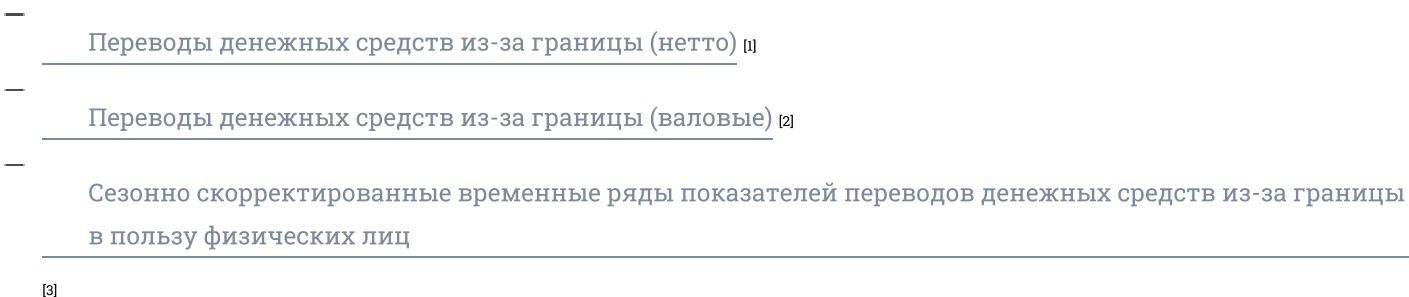 — Переводы денежных средств из-за границы (нетто) [1]
— Переводы денежных средств из-за границы (валовые) [2]
— Сезонно скорректированные временные ряды показателей переводов денежных средств из-за границы
в пользу физических лиц
[3]